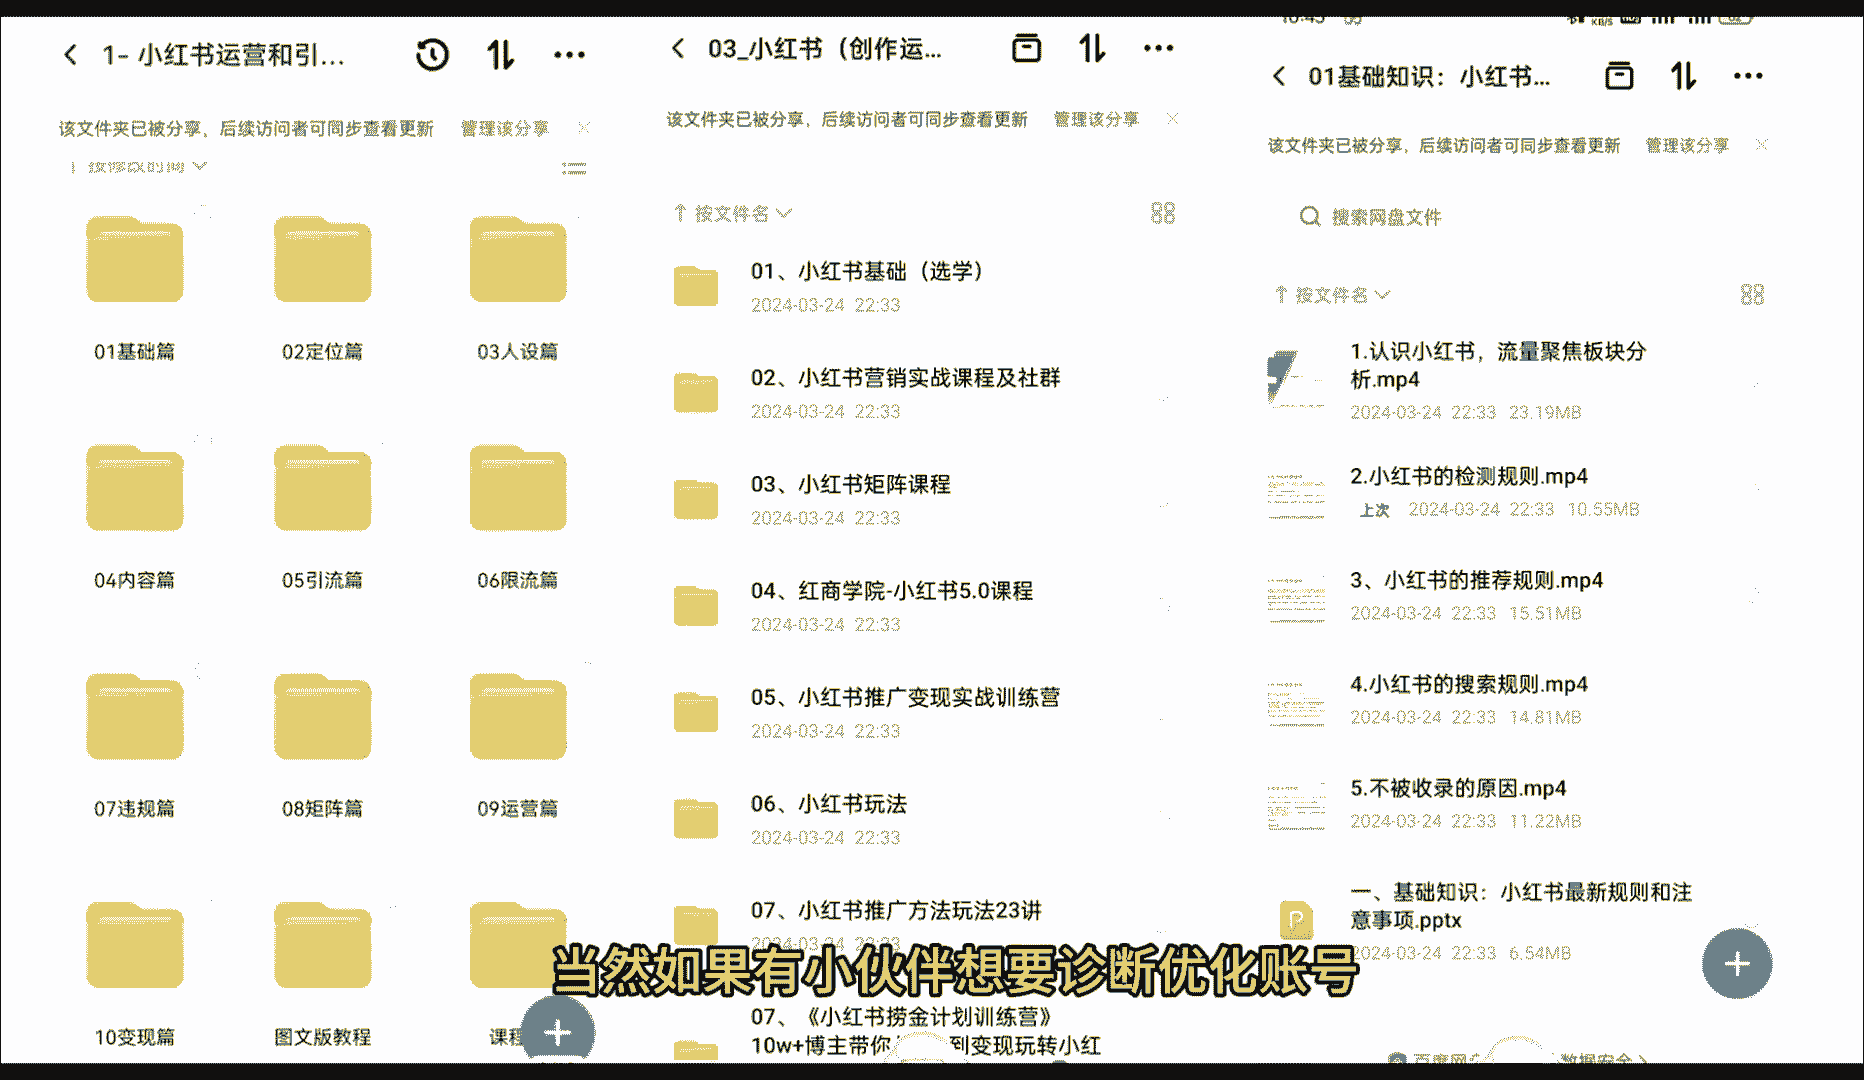 1- 小红书运营和引...
该文件夹已被分享，后续访问者可同步查看更新 管理该分享
按修改时间
01基础篇 02定位篇 03人设篇
04内容篇 05引流篇 06限流篇
07违规篇 08矩阵篇 09运营篇
10变现篇 图文版教程 课程
03_小红书（创作运...
该文件夹已被分享，后续访问者可同步查看更新 管理该分享
按文件名
01、小红书基础（选学）
2024-03-24 22:33
02、小红书营销实战课程及社群
2024-03-24 22:33
03、小红书矩阵课程
2024-03-24 22:33
04、红商学院-小红书5.0课程
2024-03-24 22:33
05、小红书推广变现实战训练营
2024-03-24 22:33
06、小红书玩法
2024-03-24 22:33
07、小红书推广方法玩法23讲
2024-03-24 22:33
07、《小红书捞金计划训练营》
10w+博主带你 到变现玩转小红
01基础知识：小红书...
该文件夹已被分享，后续访问者可同步查看更新 管理该分享
搜索网盘文件
按文件名
1.认识小红书，流量聚焦板块分
析.mp4
2024-03-24 22:33 23.19MB
2.小红书的检测规则.mp4
上次 2024-03-24 22:33 10.55MB
3、小红书的推荐规则.mp4
2024-03-24 22:33 15.51MB
4.小红书的搜索规则.mp4
2024-03-24 22:33 14.81MB
5.不被收录的原因.mp4
2024-03-24 22:33 11.22MB
一、基础知识：小红书最新规则和注
意事项.pptx
2024-03-24 22:33 6.54MB
当然如果有小伙伴想要诊断优化账号